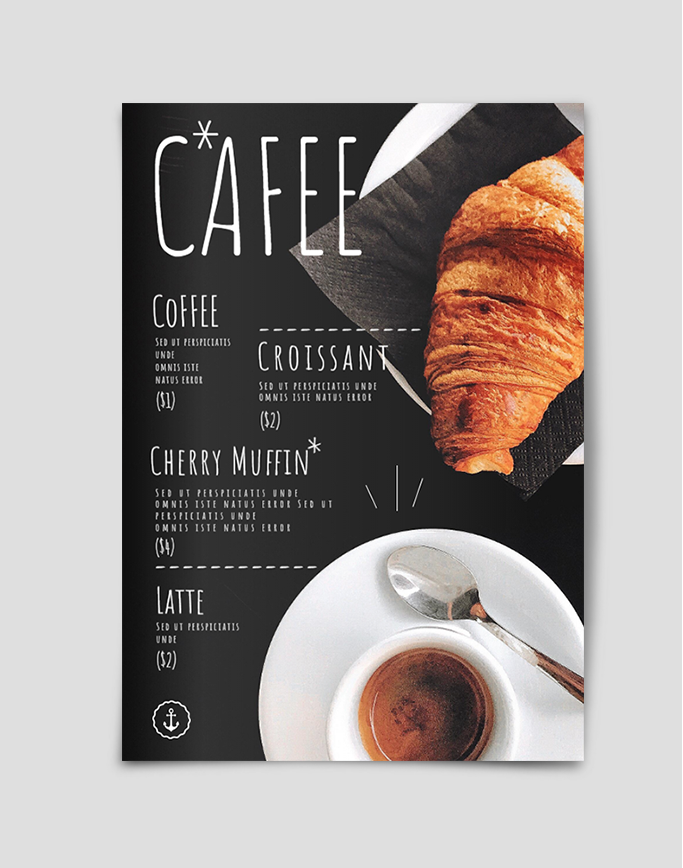 C*AFEE
COFFEE
SED UT PERSPICIATIS
UNDE
OMNIS ISTE
NATUS ERROR
($1)
CROISSANT
SED UT PERSPICIATIS UNDE
OMNIS ISTE NATUS ERROR
($2)
CHERRY MUFFIN*
SED UT PERSPICIATIS UNDE
OMNIS ISTE NATUS ERROR SED UT
PERSPICIATIS UNDE
OMNIS ISTE NATUS ERROR
($4)
LATTE
SED UT PERSPICIATIS
UNDE
($2)